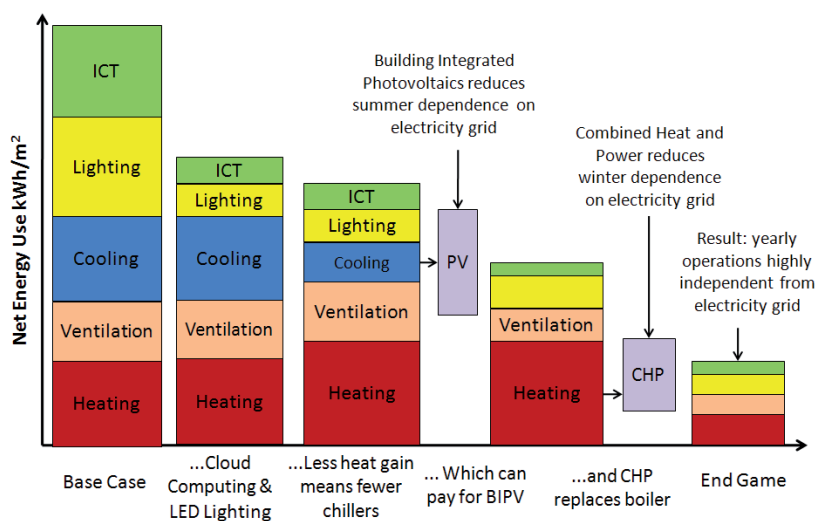 Net Energy Use kWh/m²
ICT
Lighting
Cooling
Ventilation
Heating
Base Case
ICT
Lighting
Cooling
Ventilation
Heating
...Cloud
Computing &
LED Lighting
ICT
Lighting
Cooling
Ventilation
Heating
...Less heat gain
means fewer
chillers
Building Integrated
Photovoltaics reduces
summer dependence on
electricity grid
PV
... Which can
pay for BIPV
Ventilation
Heating
Combined Heat and
Power reduces
winter dependence
on electricity grid
CHP
...and CHP
replaces boiler
Result: yearly
operations highly
independent from
electricity grid
End Game